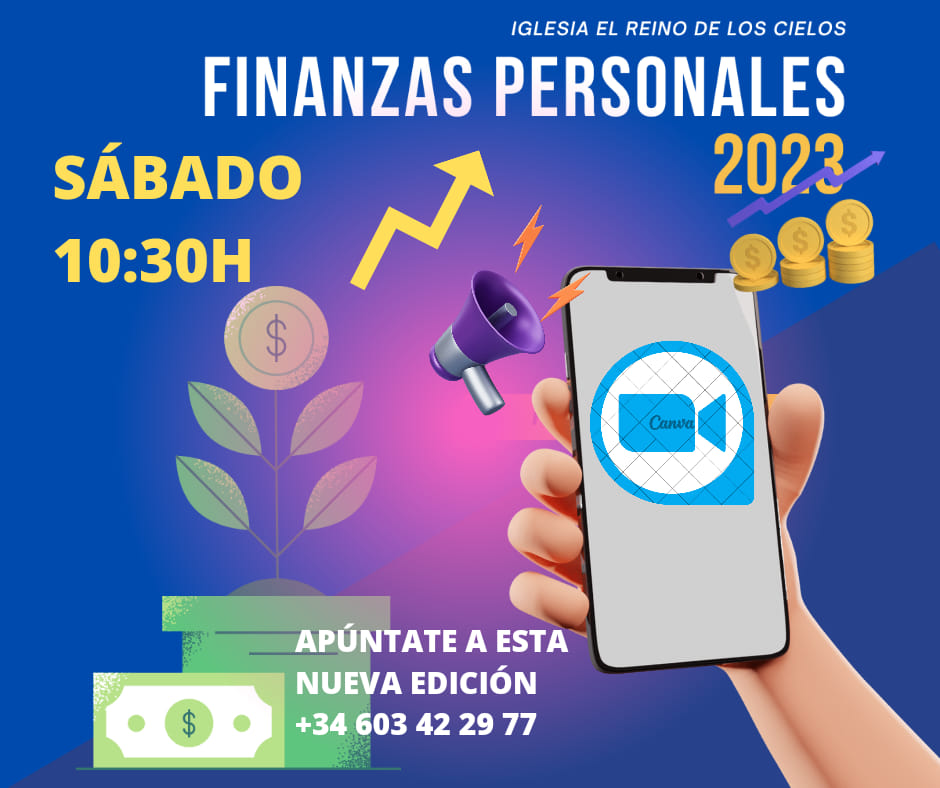 IGLESIA EL REINO DE LOS CIELOS
FINANZAS PERSONALES
2023
SÁBADO
10:30H
$
$
$
$
Canva
APÚNTATE A ESTA
NUEVA EDICIÓN
+34 603 42 29 77
$